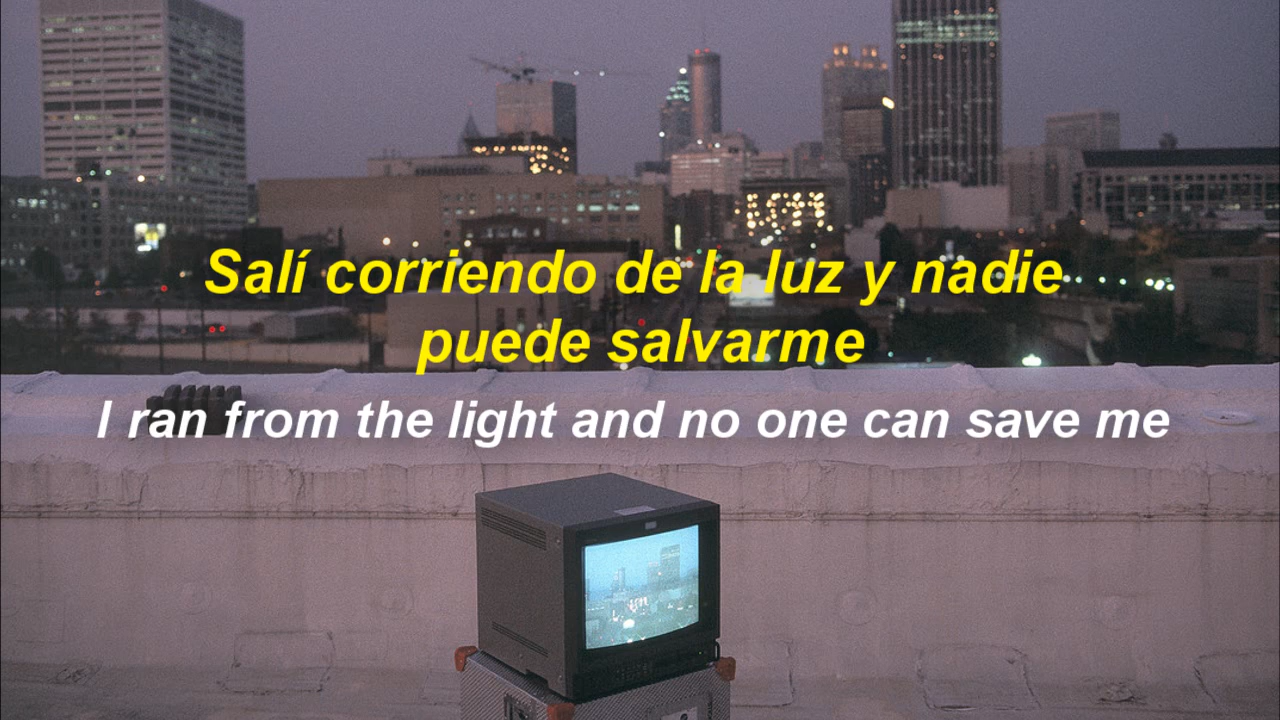 Salí corriendo de la luz y nadie
puede salvarme
I ran from the light and no one can save me